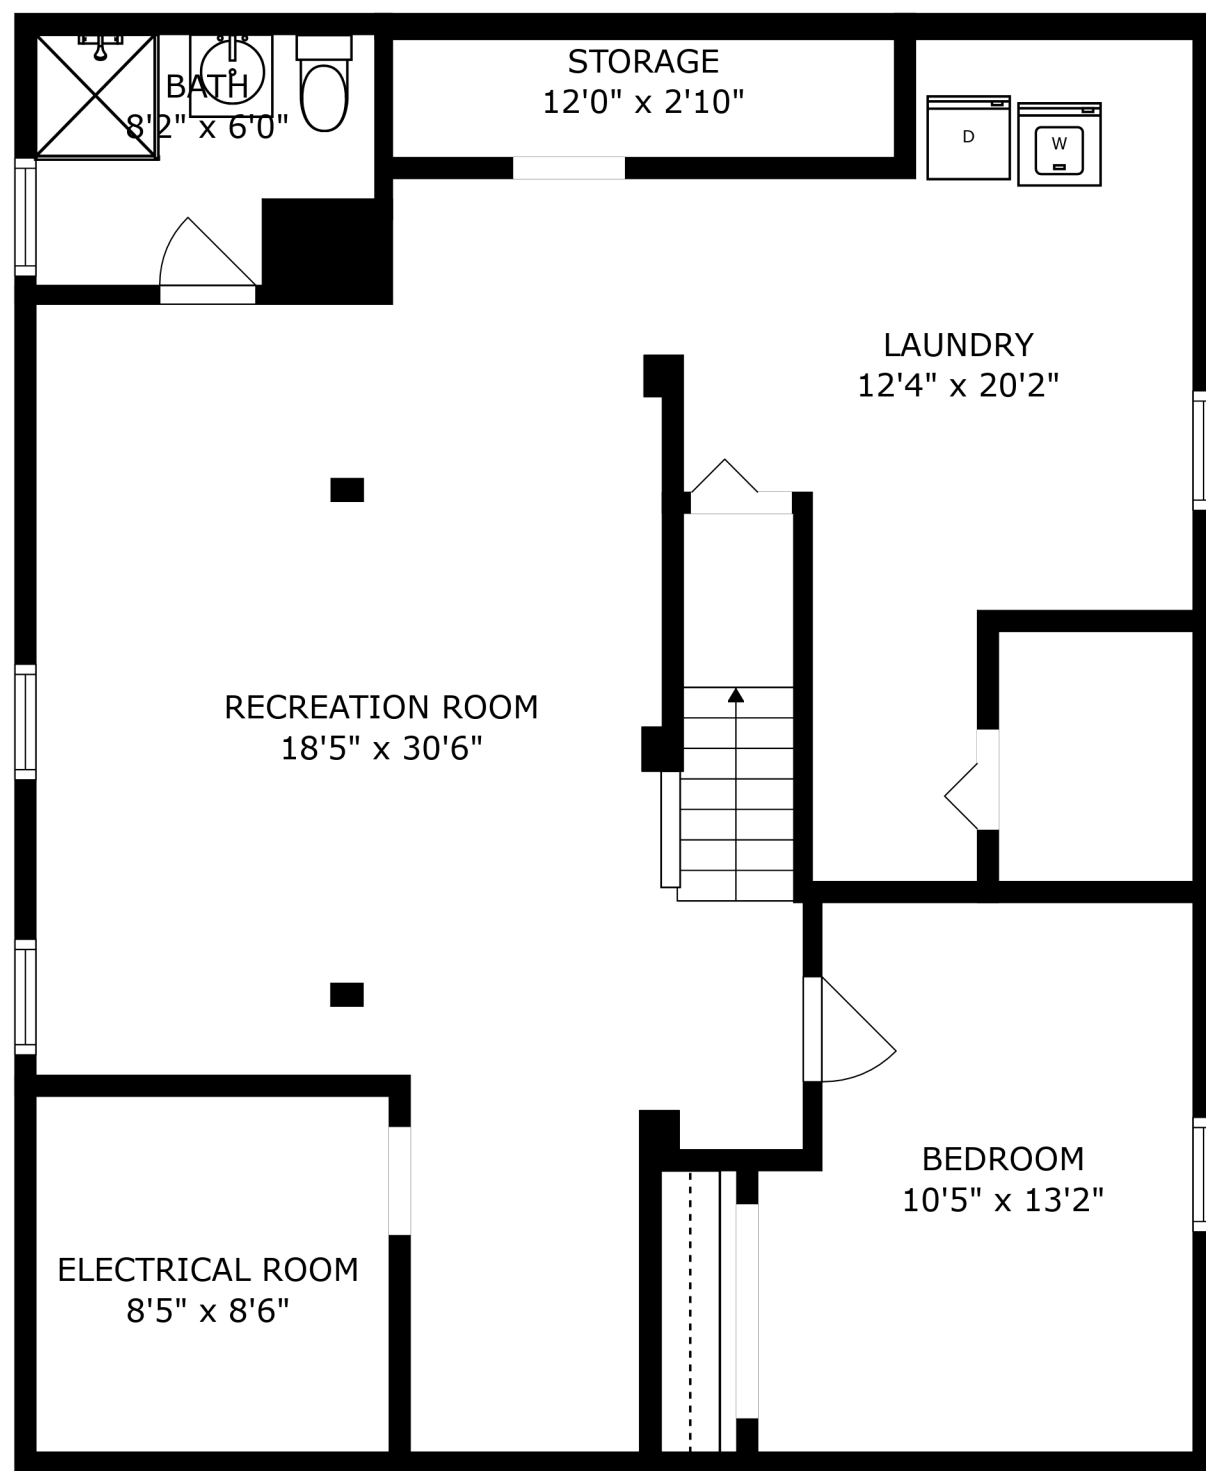 BATH
8'2" x 6'0"
STORAGE
12'0" x 2'10"
D
W
LAUNDRY
12'4" x 20'2"
RECREATION ROOM
18'5" x 30'6"
BEDROOM
10'5" x 13'2"
ELECTRICAL ROOM
8'5" x 8'6"